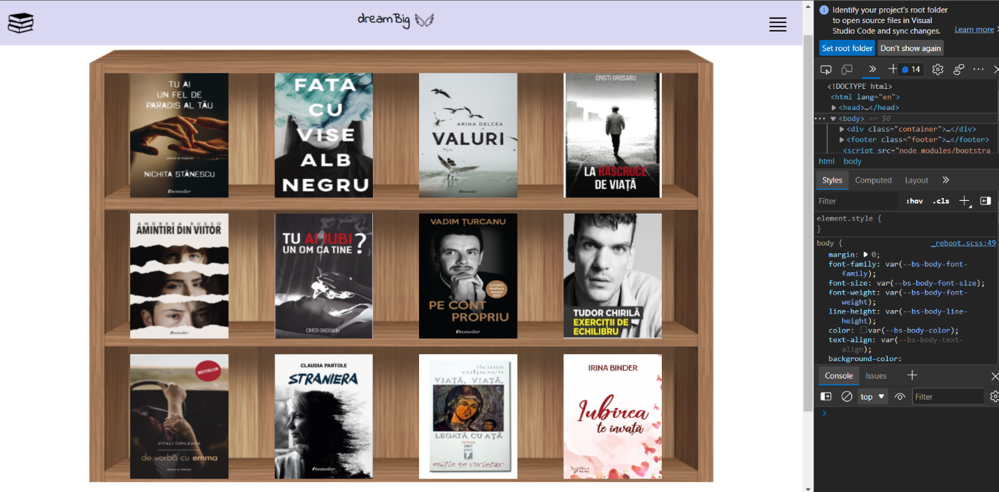 dreamBig
TU AI
UN FEL DE
PARADIS AL TĂU
NICHITA STĂNESCU
#bestseller
FATA
CU
VISE
ALB
NEGRU
ARINA DELCEA
VALURI
#bestseller
CRISTI GROSARU
LA RĂSCRUCE
DE VIAȚĂ
ANDREEA RUSSO
AMINTIRI DIN VIITOR
#bestseller
TU AI IUBI
UN OM CA TINE ?
CRISTI GROSARU
VADIM ȚURCANU
London
Authors
Award
2017
PE CONT
PROPRIU
#bestseller
TUDOR CHIRILĂ
EXERCIȚII DE
ECHILIBRU
BESTSELLER
VITALI CIPILEAGA
de vorbă cu emma
CLAUDIA PARTOLE
STRANIERA
#bestseller
ileana
vulpescu
VIAȚĂ, VIAȚĂ,
LEGATĂ CU AȚĂ
roman
ediție ne varietur
IRINA BINDER
Iubirea
te învață
Identify your project's root folder
to open source files in Visual
Studio Code and sync changes.
Learn more
Set root folder
Don't show again
14
<!DOCTYPE html>
<html lang="en">
<head>…</head>
<body> == $0
<div class="container">…</div>
<footer class="footer">…</footer>
<script src="node_modules/bootstra
html body
Styles Computed Layout
Filter :hov .cls
element.style {
}
body { _reboot.scss:49
margin: 0;
font-family: var(--bs-body-font-
family);
font-size: var(--bs-body-font-size);
font-weight: var(--bs-body-font-
weight);
line-height: var(--bs-body-line-
height);
color: var(--bs-body-color);
text-align: var(--bs-body-text-
align);
background-color:
Console Issues
top Filter